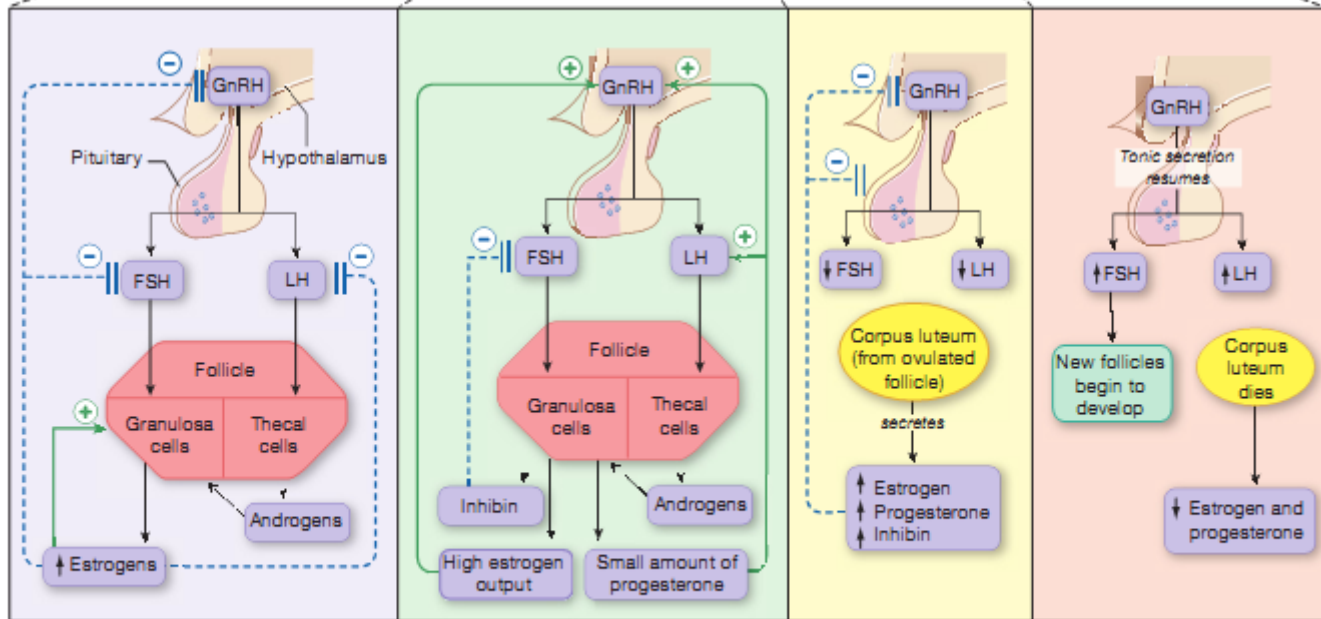 −
GnRH
Pituitary
Hypothalamus
−
−
FSH
LH
Follicle
+
Granulosa
cells
Thecal
cells
Androgens
↑ Estrogens
+
+
GnRH
−
+
FSH
LH
Follicle
Granulosa
cells
Thecal
cells
Inhibin
Androgens
High estrogen
output
Small amount of
progesterone
−
GnRH
−
↓ FSH
↓ LH
Corpus luteum
(from ovulated
follicle)
secretes
↑ Estrogen
↑ Progesterone
↑ Inhibin
GnRH
Tonic secretion
resumes
↑ FSH
↑ LH
New follicles
begin to
develop
Corpus
luteum
dies
↓ Estrogen and
progesterone